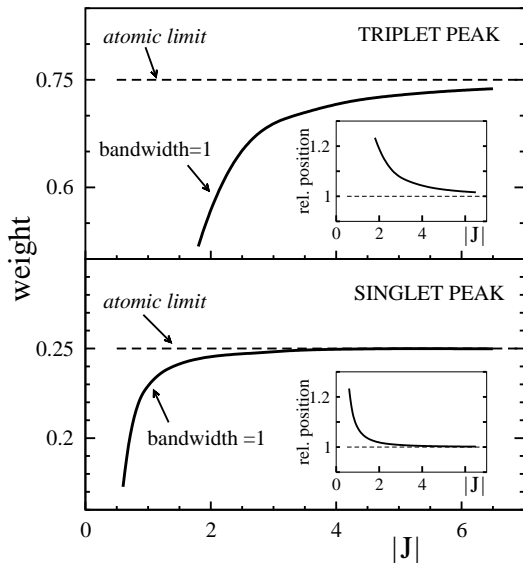 atomic limit
TRIPLET PEAK
0.75
bandwidth=1
0.6
rel. position
1.2
1
0 2 4
|J|
weight
atomic limit
SINGLET PEAK
0.25
bandwidth =1
0.2
rel. position
1.2
1
0 2 4 6
|J|
0 2 4 6
|J|